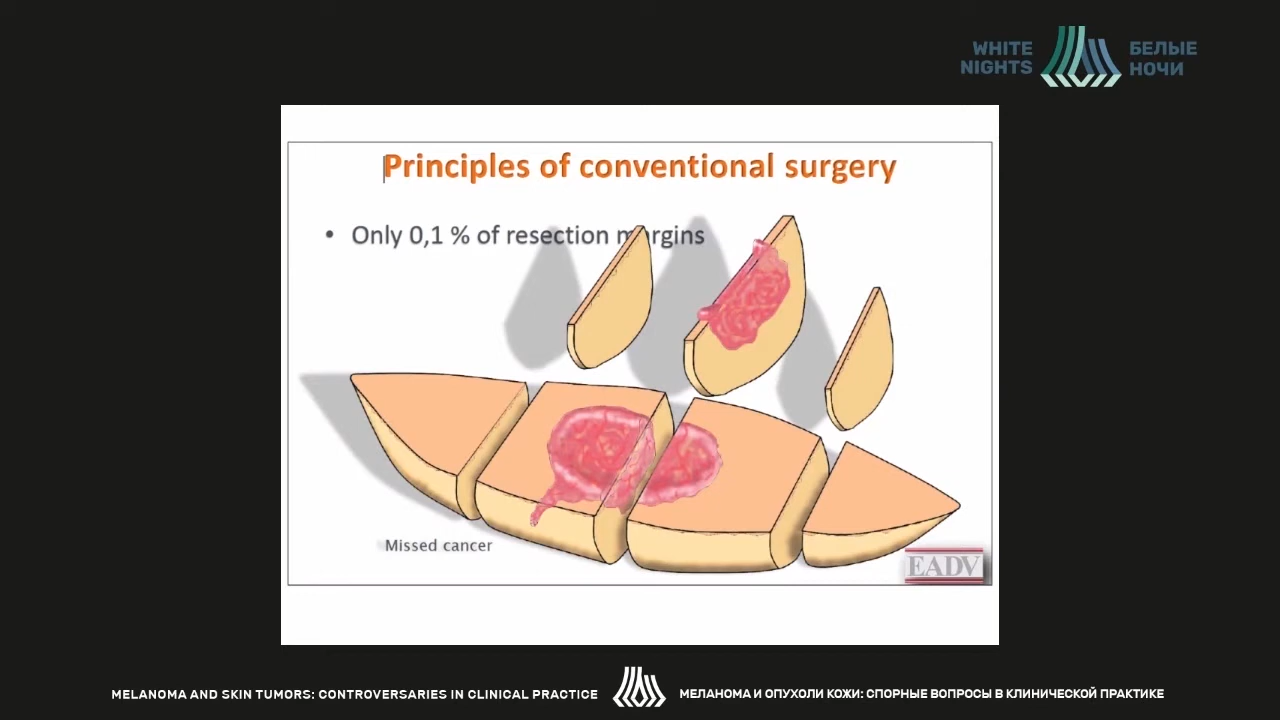 WHITE
NIGHTS
БЕЛЫЕ
НОЧИ
Principles of conventional surgery
• Only 0,1 % of resection margins
Missed cancer
EADV
MELANOMA AND SKIN TUMORS: CONTROVERSARIES IN CLINICAL PRACTICE
МЕЛАНОМА И ОПУХОЛИ КОЖИ: СПОРНЫЕ ВОПРОСЫ В КЛИНИЧЕСКОЙ ПРАКТИКЕ